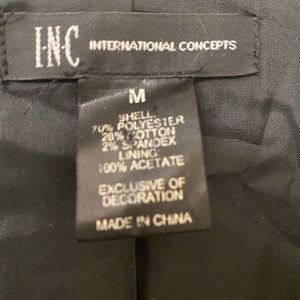 I·N·C INTERNATIONAL CONCEPTS
M
SHELL
70% POLYESTER
28% COTTON
2% SPANDEX
LINING
100% ACETATE
EXCLUSIVE OF
DECORATION
MADE IN CHINA